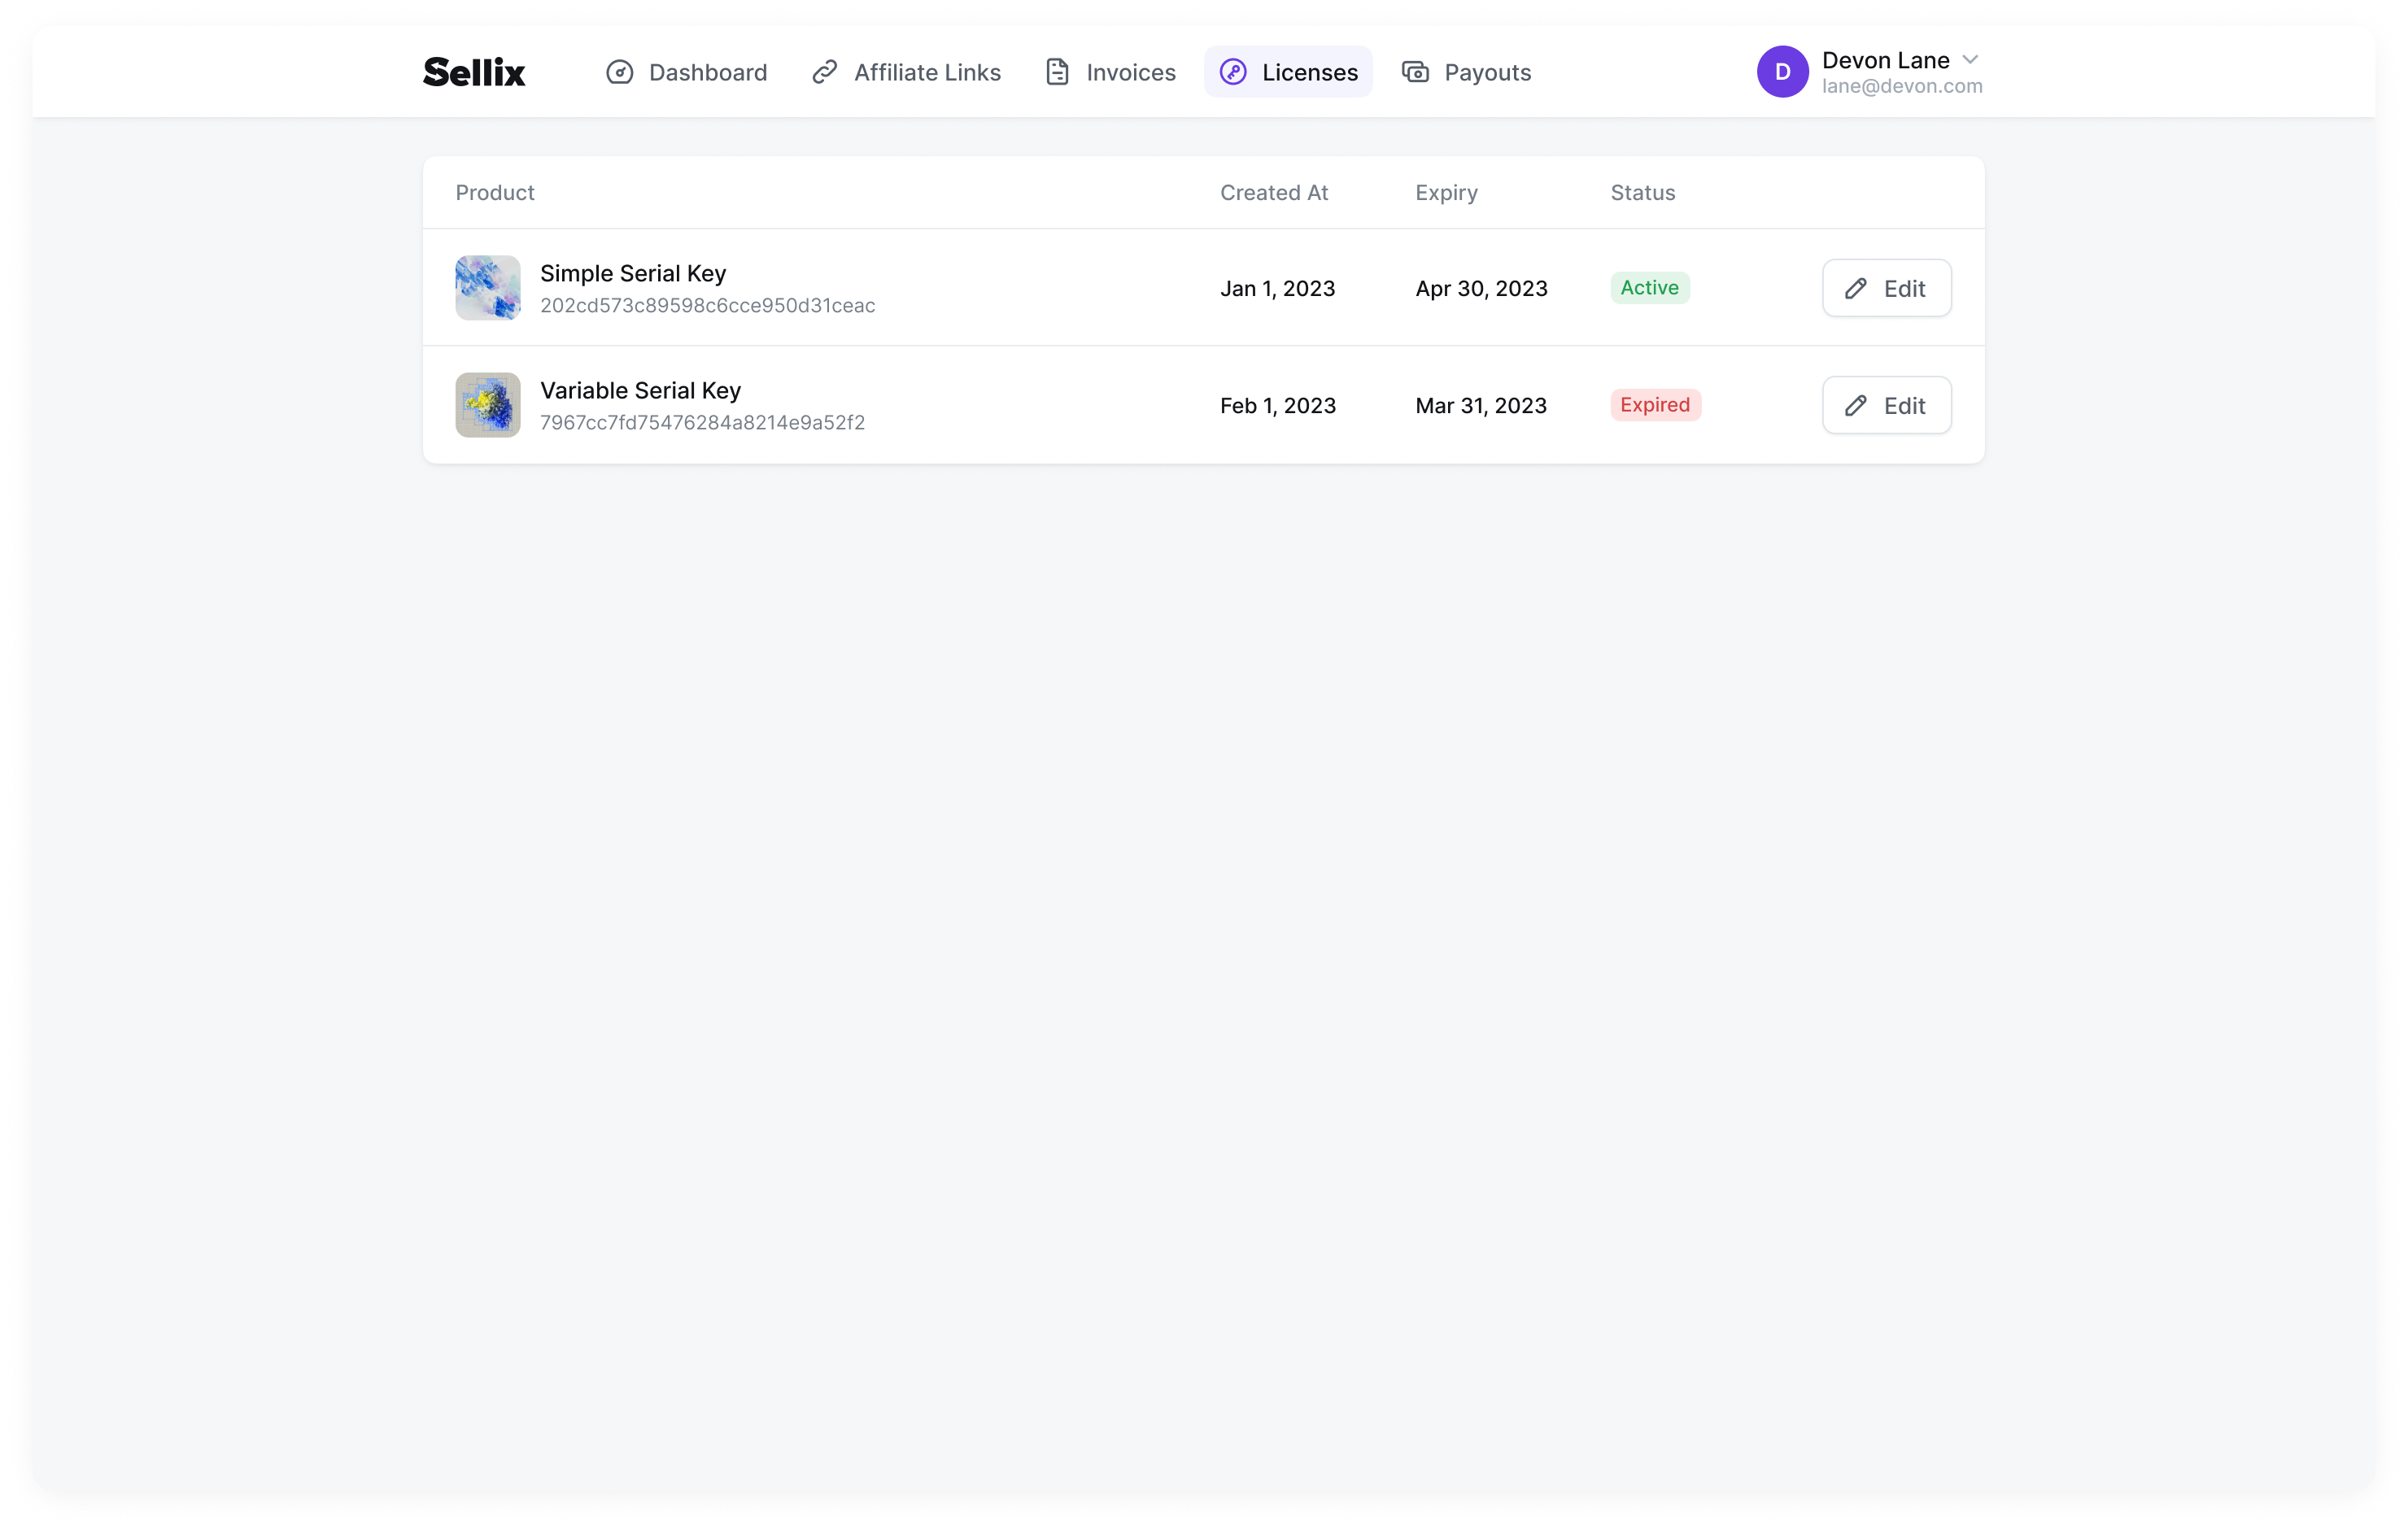 Sellix
Dashboard
Affiliate Links
Invoices
Licenses
Payouts
D
Devon Lane
lane@devon.com
Product Created At Expiry Status
Simple Serial Key
202cd573c89598c6cce950d31ceac
Jan 1, 2023 Apr 30, 2023 Active Edit
Variable Serial Key
7967cc7fd75476284a8214e9a52f2
Feb 1, 2023 Mar 31, 2023 Expired Edit